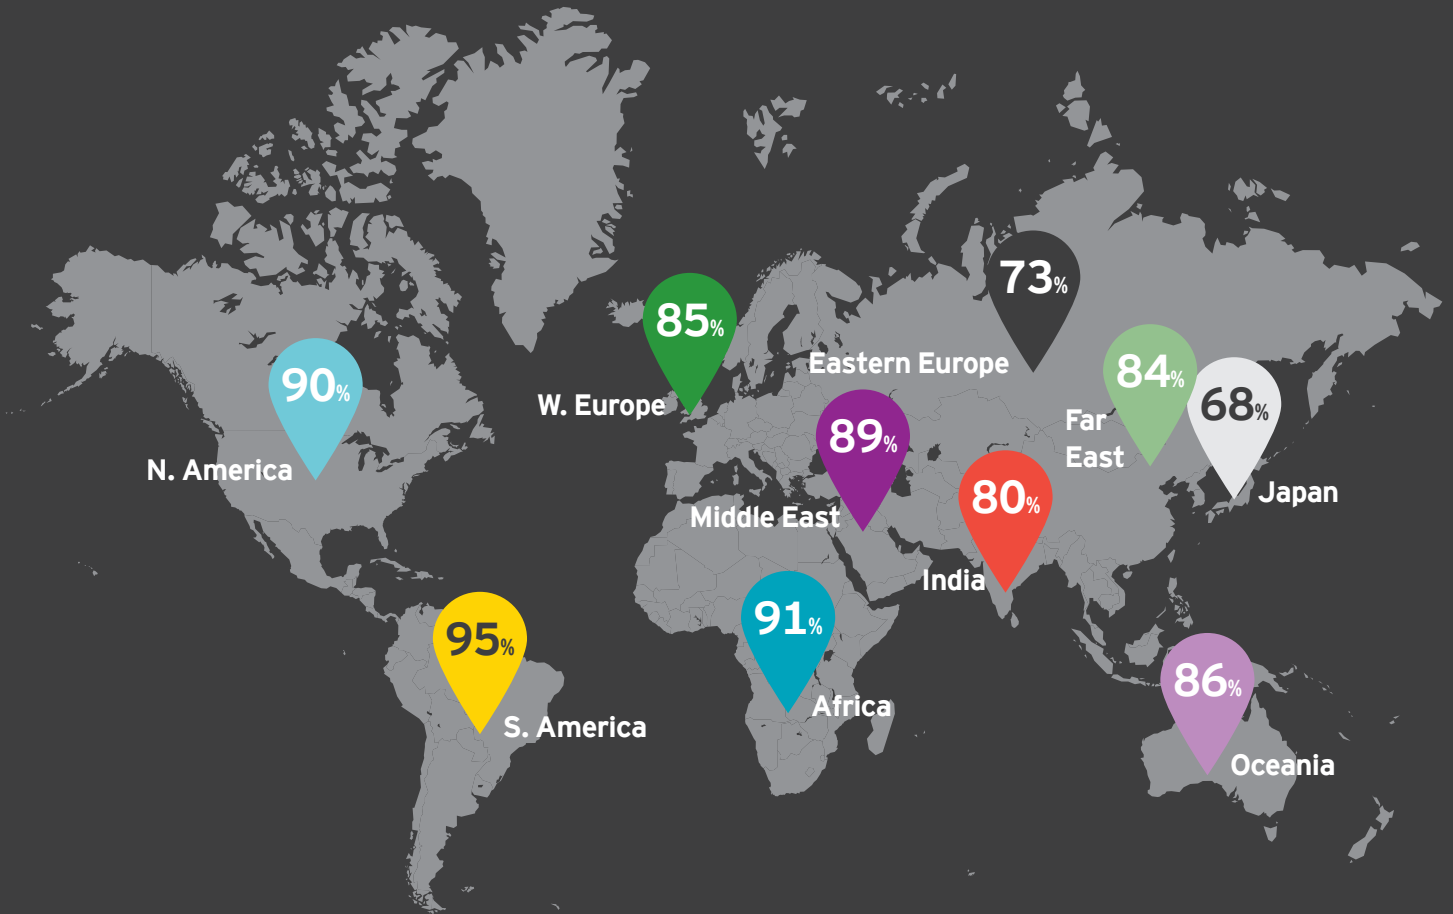 73%
85%
Eastern Europe
84%
90%
68%
W. Europe
89%
Far
East
N. America
80%
Japan
Middle East
India
91%
95%
86%
Africa
S. America
Oceania